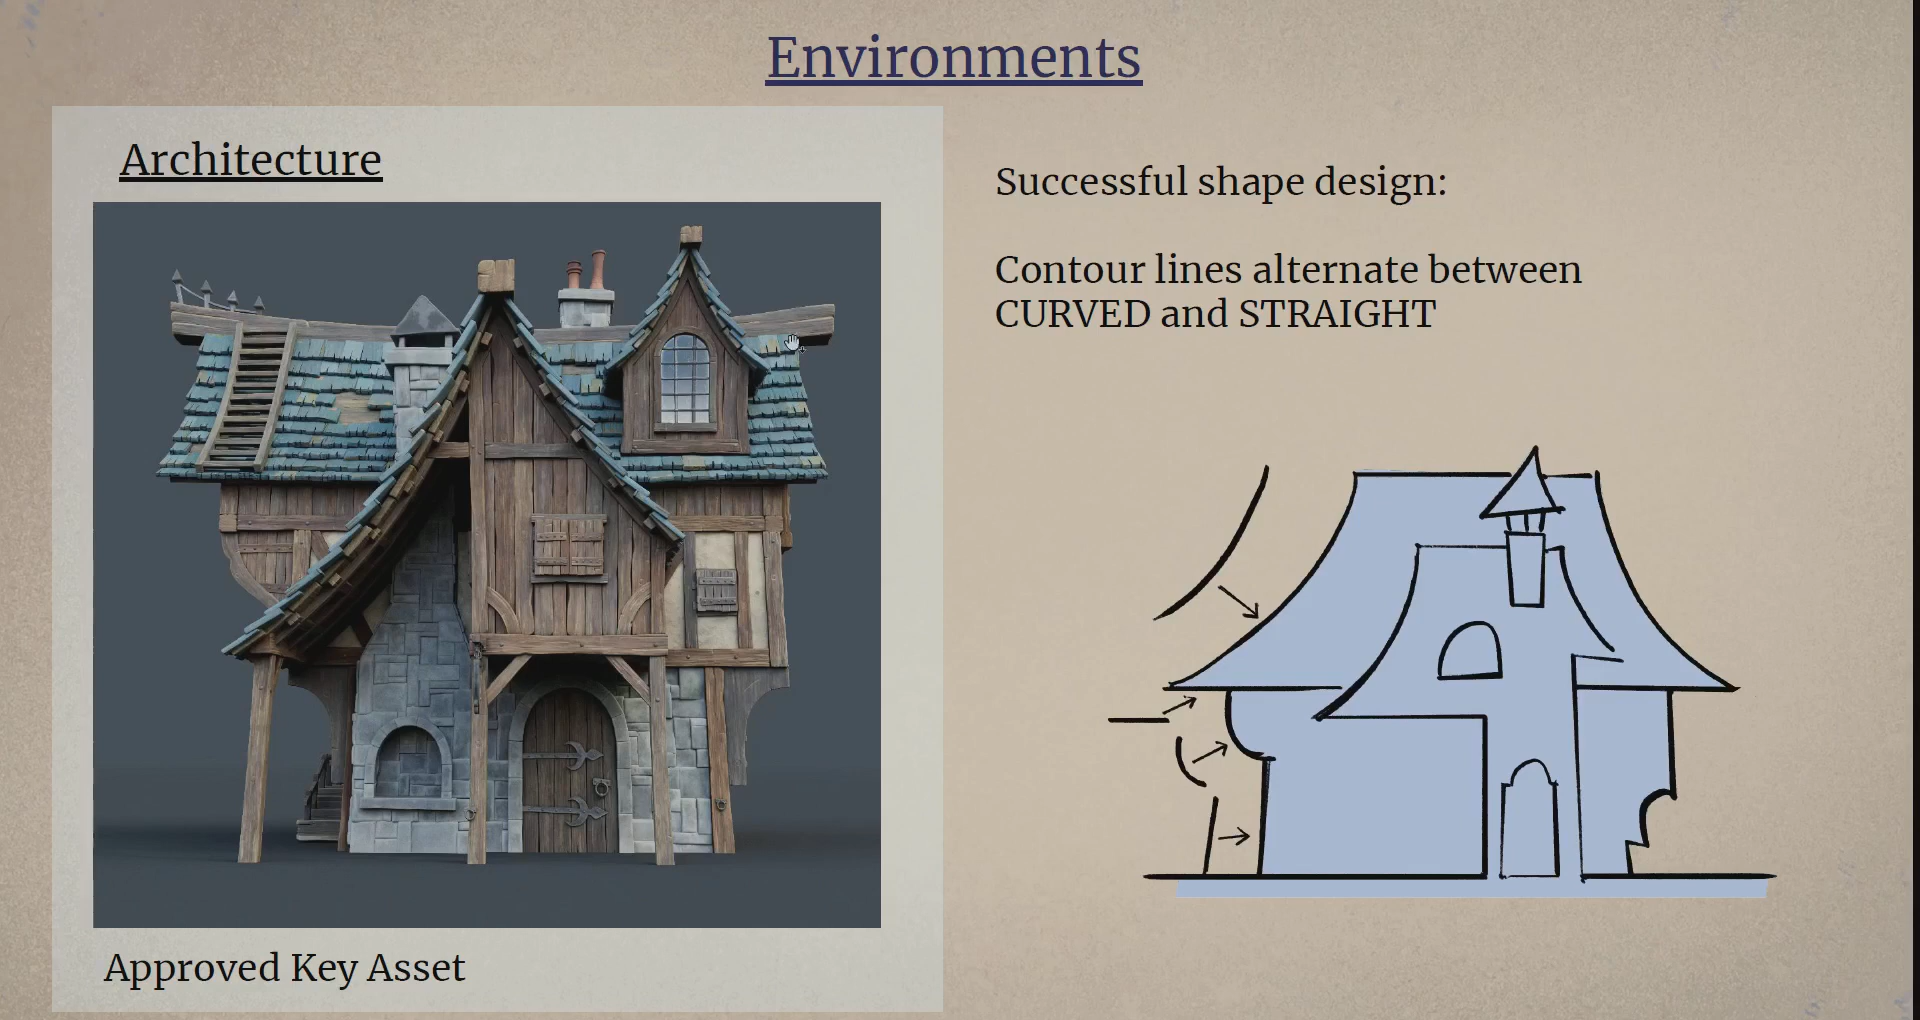 Environments
Architecture
Approved Key Asset
Successful shape design:
Contour lines alternate between
CURVED and STRAIGHT